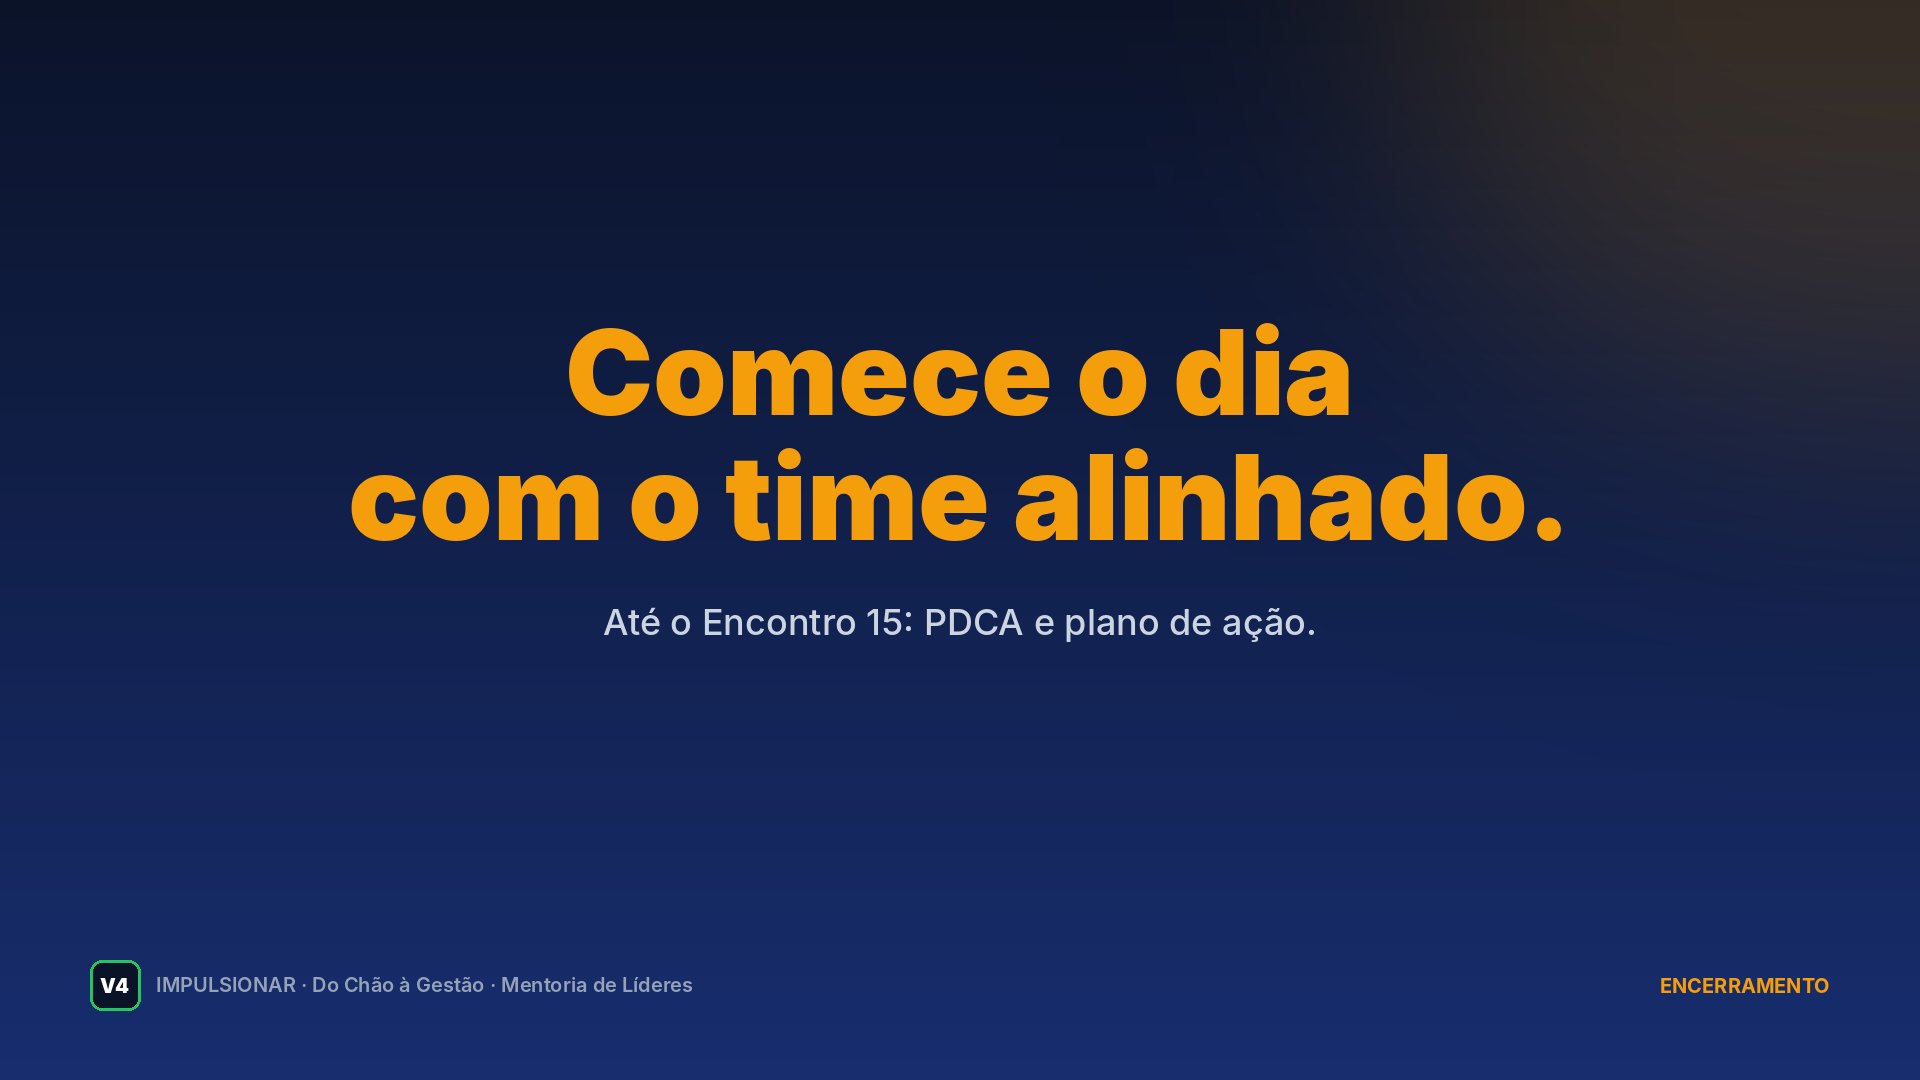 Comece o dia
com o time alinhado.
Até o Encontro 15: PDCA e plano de ação.
V4
IMPULSIONAR · Do Chão à Gestão · Mentoria de Líderes
ENCERRAMENTO